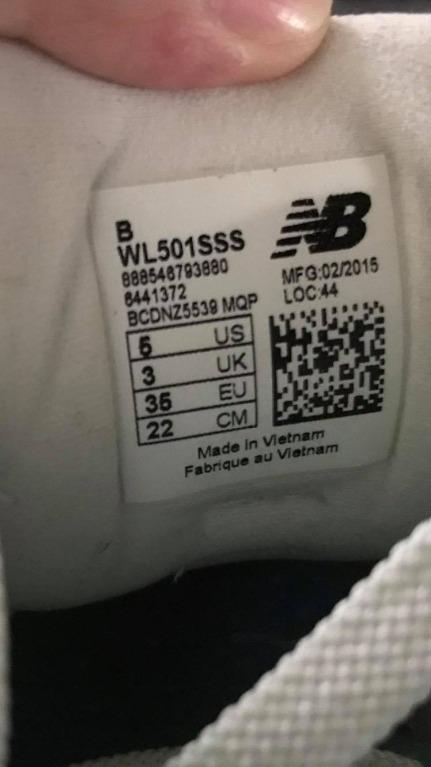 B
WL501SSS
888546793880
6441372
BCDNZ5539 MQP
NB
MFG:02/2015
LOC:44
5 US
3 UK
35 EU
22 CM
Made in Vietnam
Fabrique au Vietnam